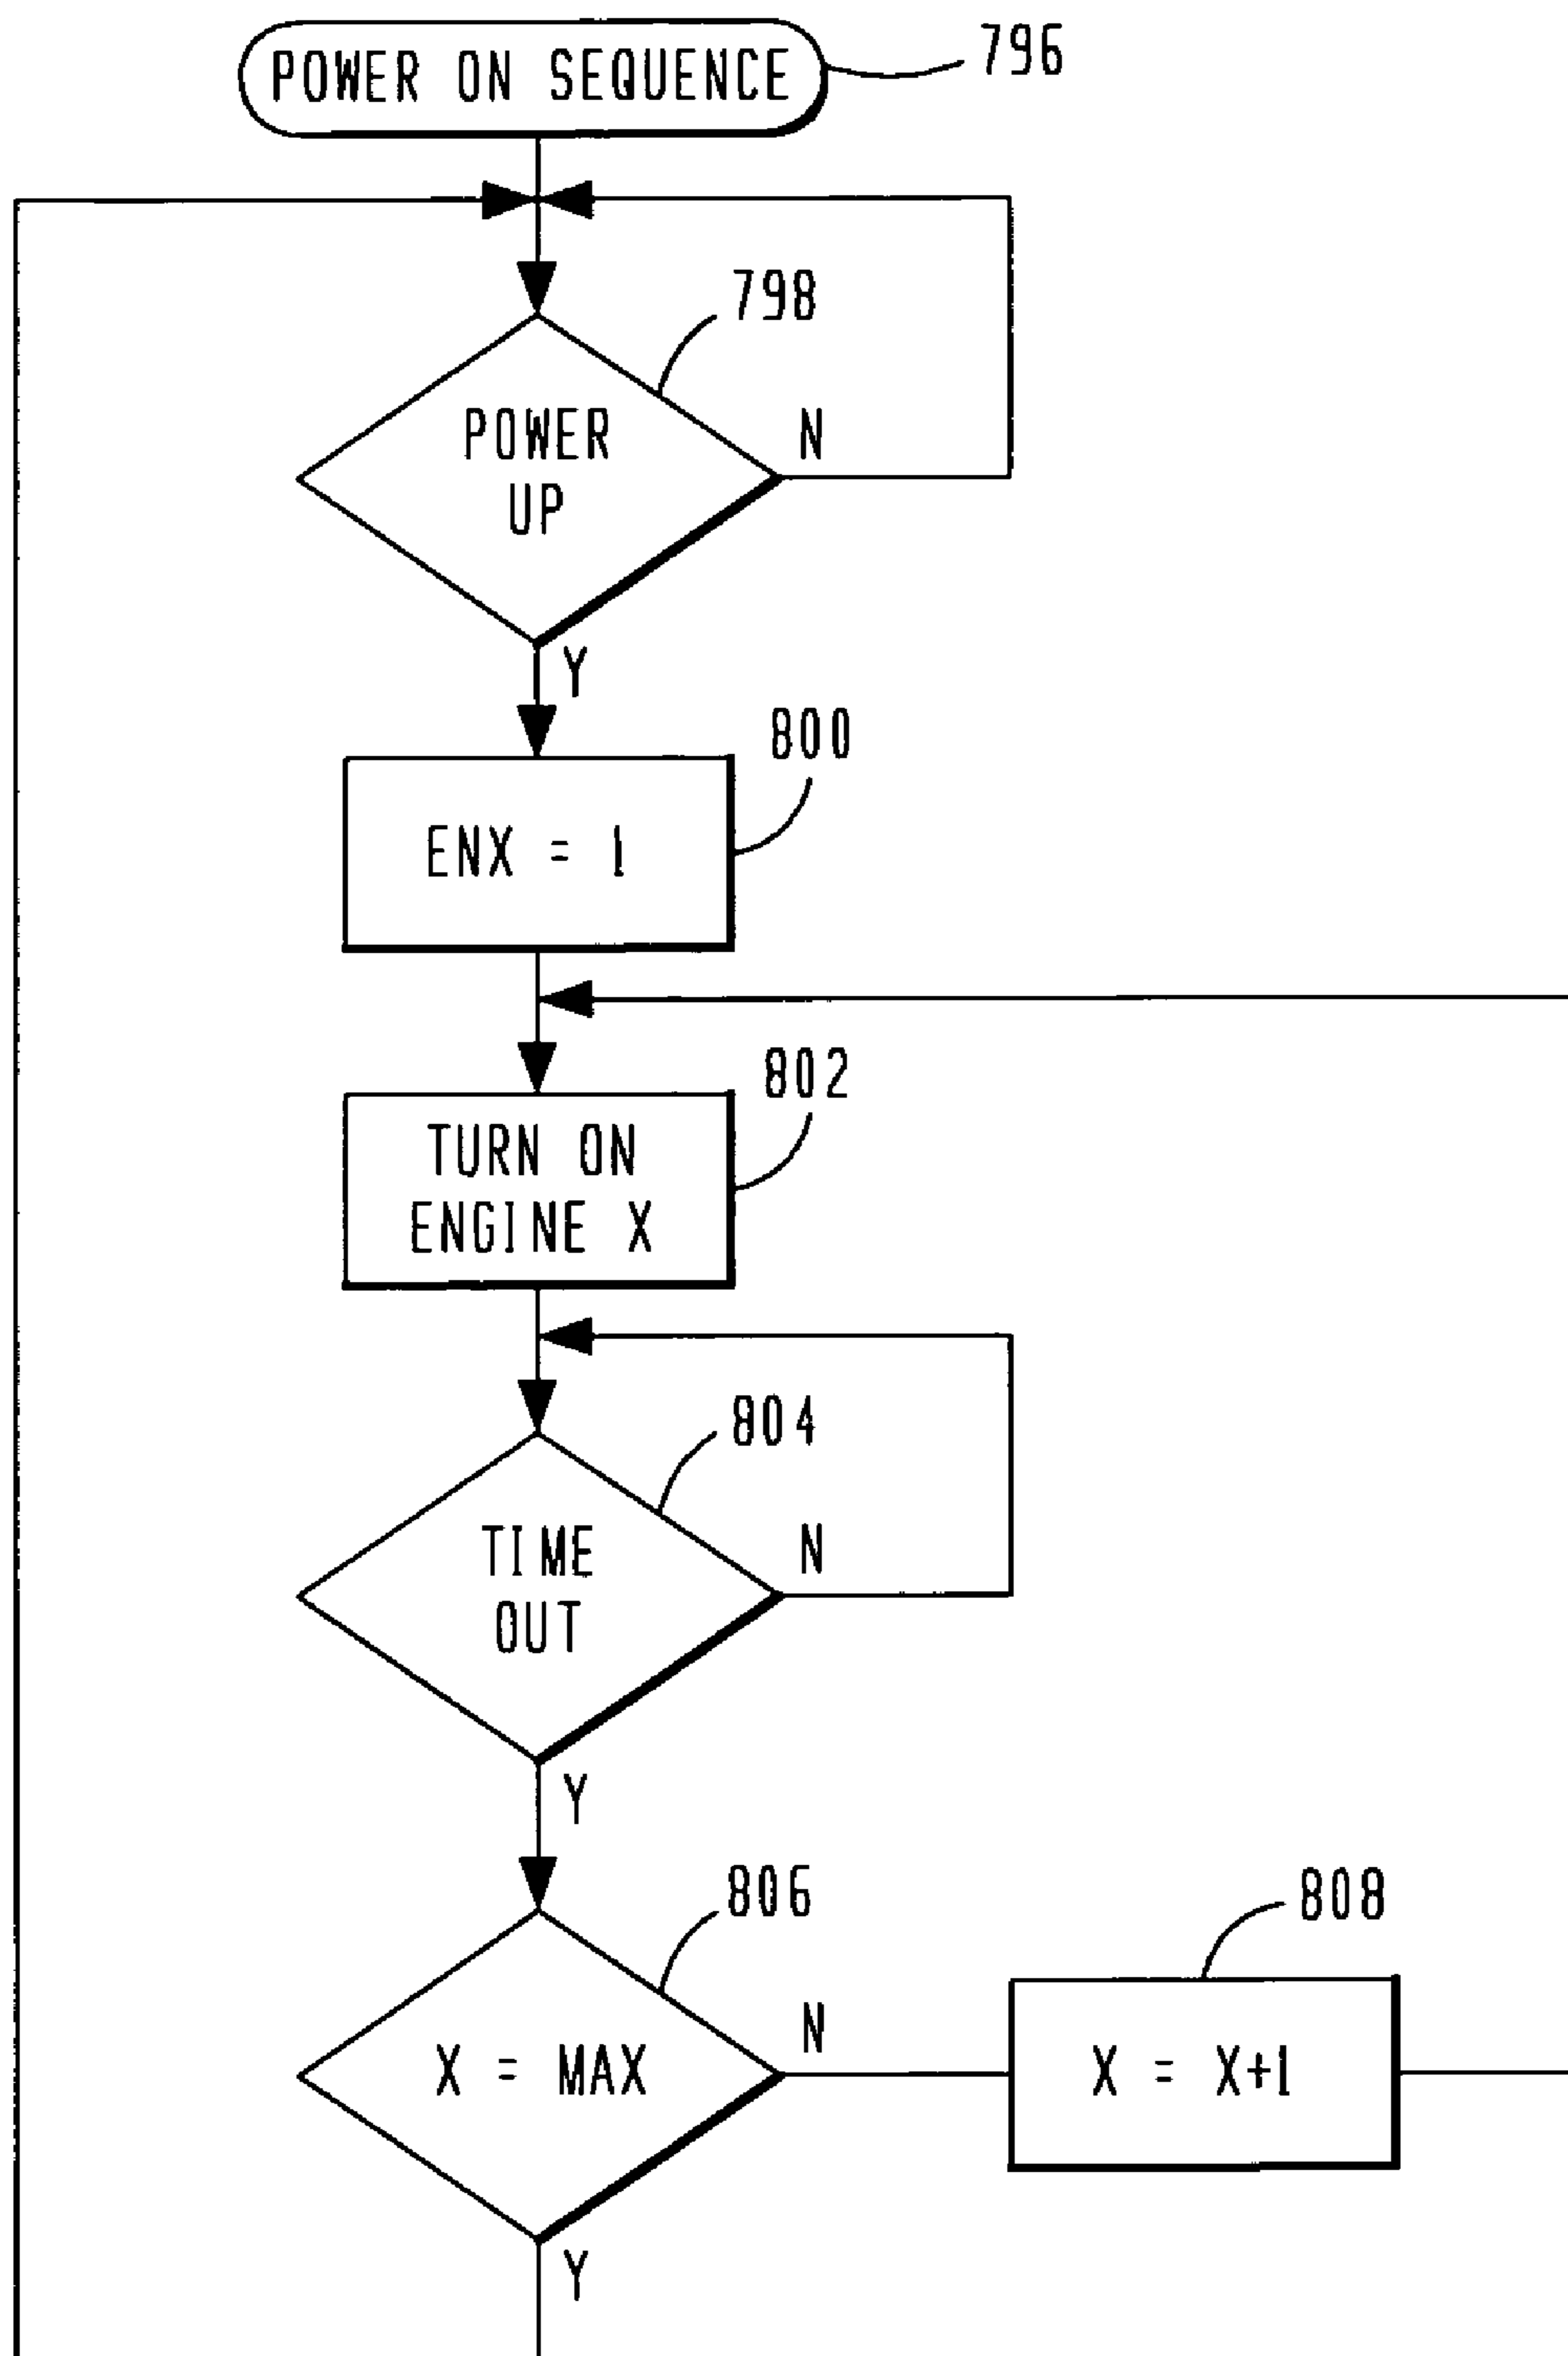 POWER ON SEQUENCE
796
798
POWER
UP
N
Y
800
ENX = 1
802
TURN ON
ENGINE X
804
TIME
OUT
N
Y
806
808
X = MAX
N
X = X+1
Y